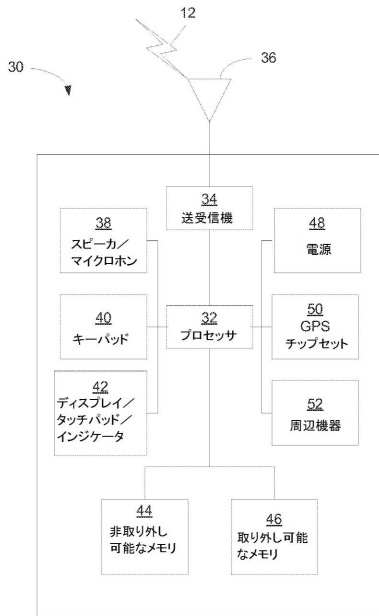 12
36
30
34
送受信機
38
スピーカ／
マイクロホン
48
電源
40
キーパッド
32
プロセッサ
50
GPS
チップセット
42
ディスプレイ／
タッチパッド／
インジケータ
52
周辺機器
44
非取り外し
可能なメモリ
46
取り外し可能
なメモリ